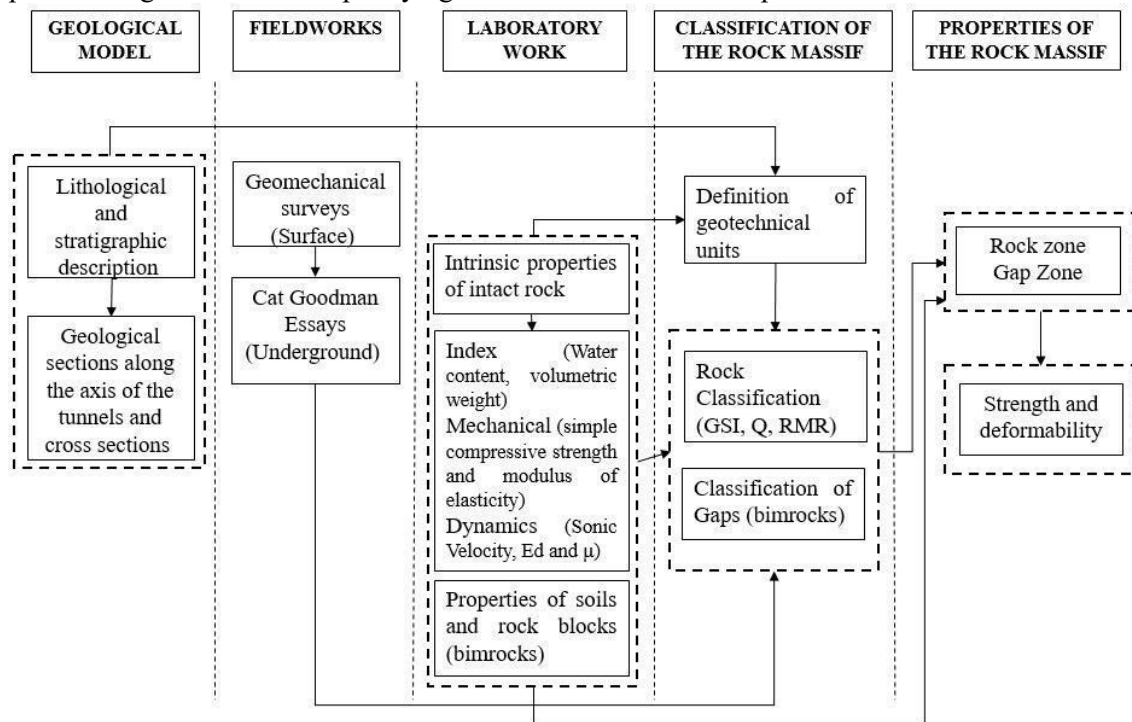 GEOLOGICAL
MODEL
FIELDWORKS
LABORATORY
WORK
CLASSIFICATION OF
THE ROCK MASSIF
PROPERTIES OF
THE ROCK MASSIF
Lithological
and
stratigraphic
description
Geological
sections along
the axis of the
tunnels and
cross sections
Geomechanical
surveys
(Surface)
Cat Goodman
Essays
(Underground)
Intrinsic properties
of intact rock
Index (Water
content, volumetric
weight)
Mechanical (simple
compressive strength
and modulus of
elasticity)
Dynamics (Sonic
Velocity, Ed and μ)
Properties of soils
and rock blocks
(bimrocks)
Definition of
geotechnical
units
Rock
Classification
(GSI, Q, RMR)
Classification of
Gaps (bimrocks)
Rock zone
Gap Zone
Strength and
deformability